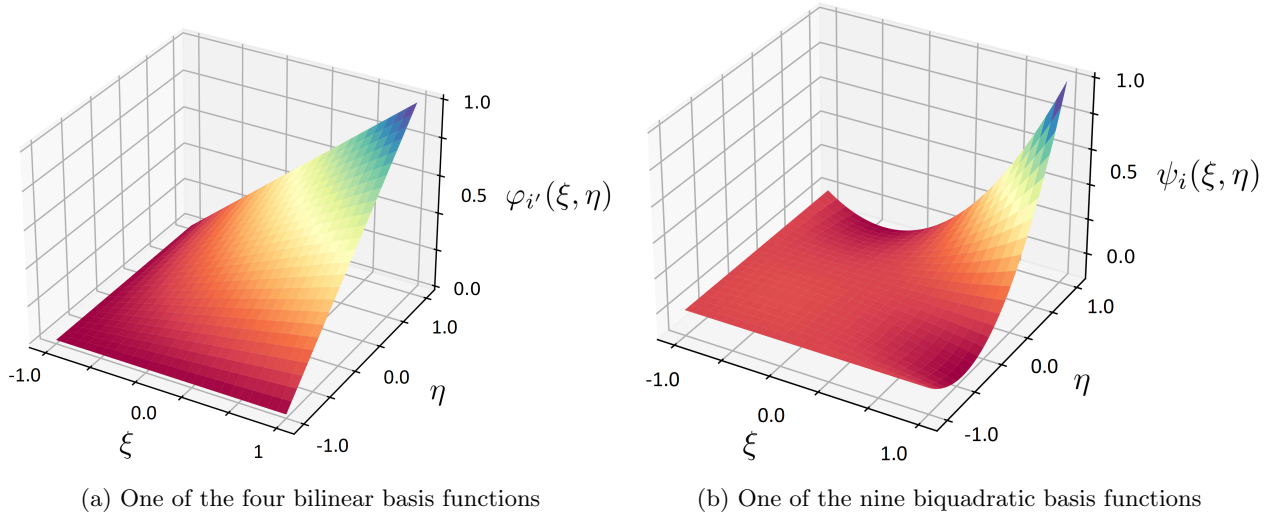 1.0
0.5
0.0
φi′(ξ, η)
1.0
0.0
-1.0
η
-1.0
0.0
1
ξ
(a) One of the four bilinear basis functions
1.0
0.5
0.0
ψi(ξ, η)
1.0
0.0
-1.0
η
-1.0
0.0
1.0
ξ
(b) One of the nine biquadratic basis functions